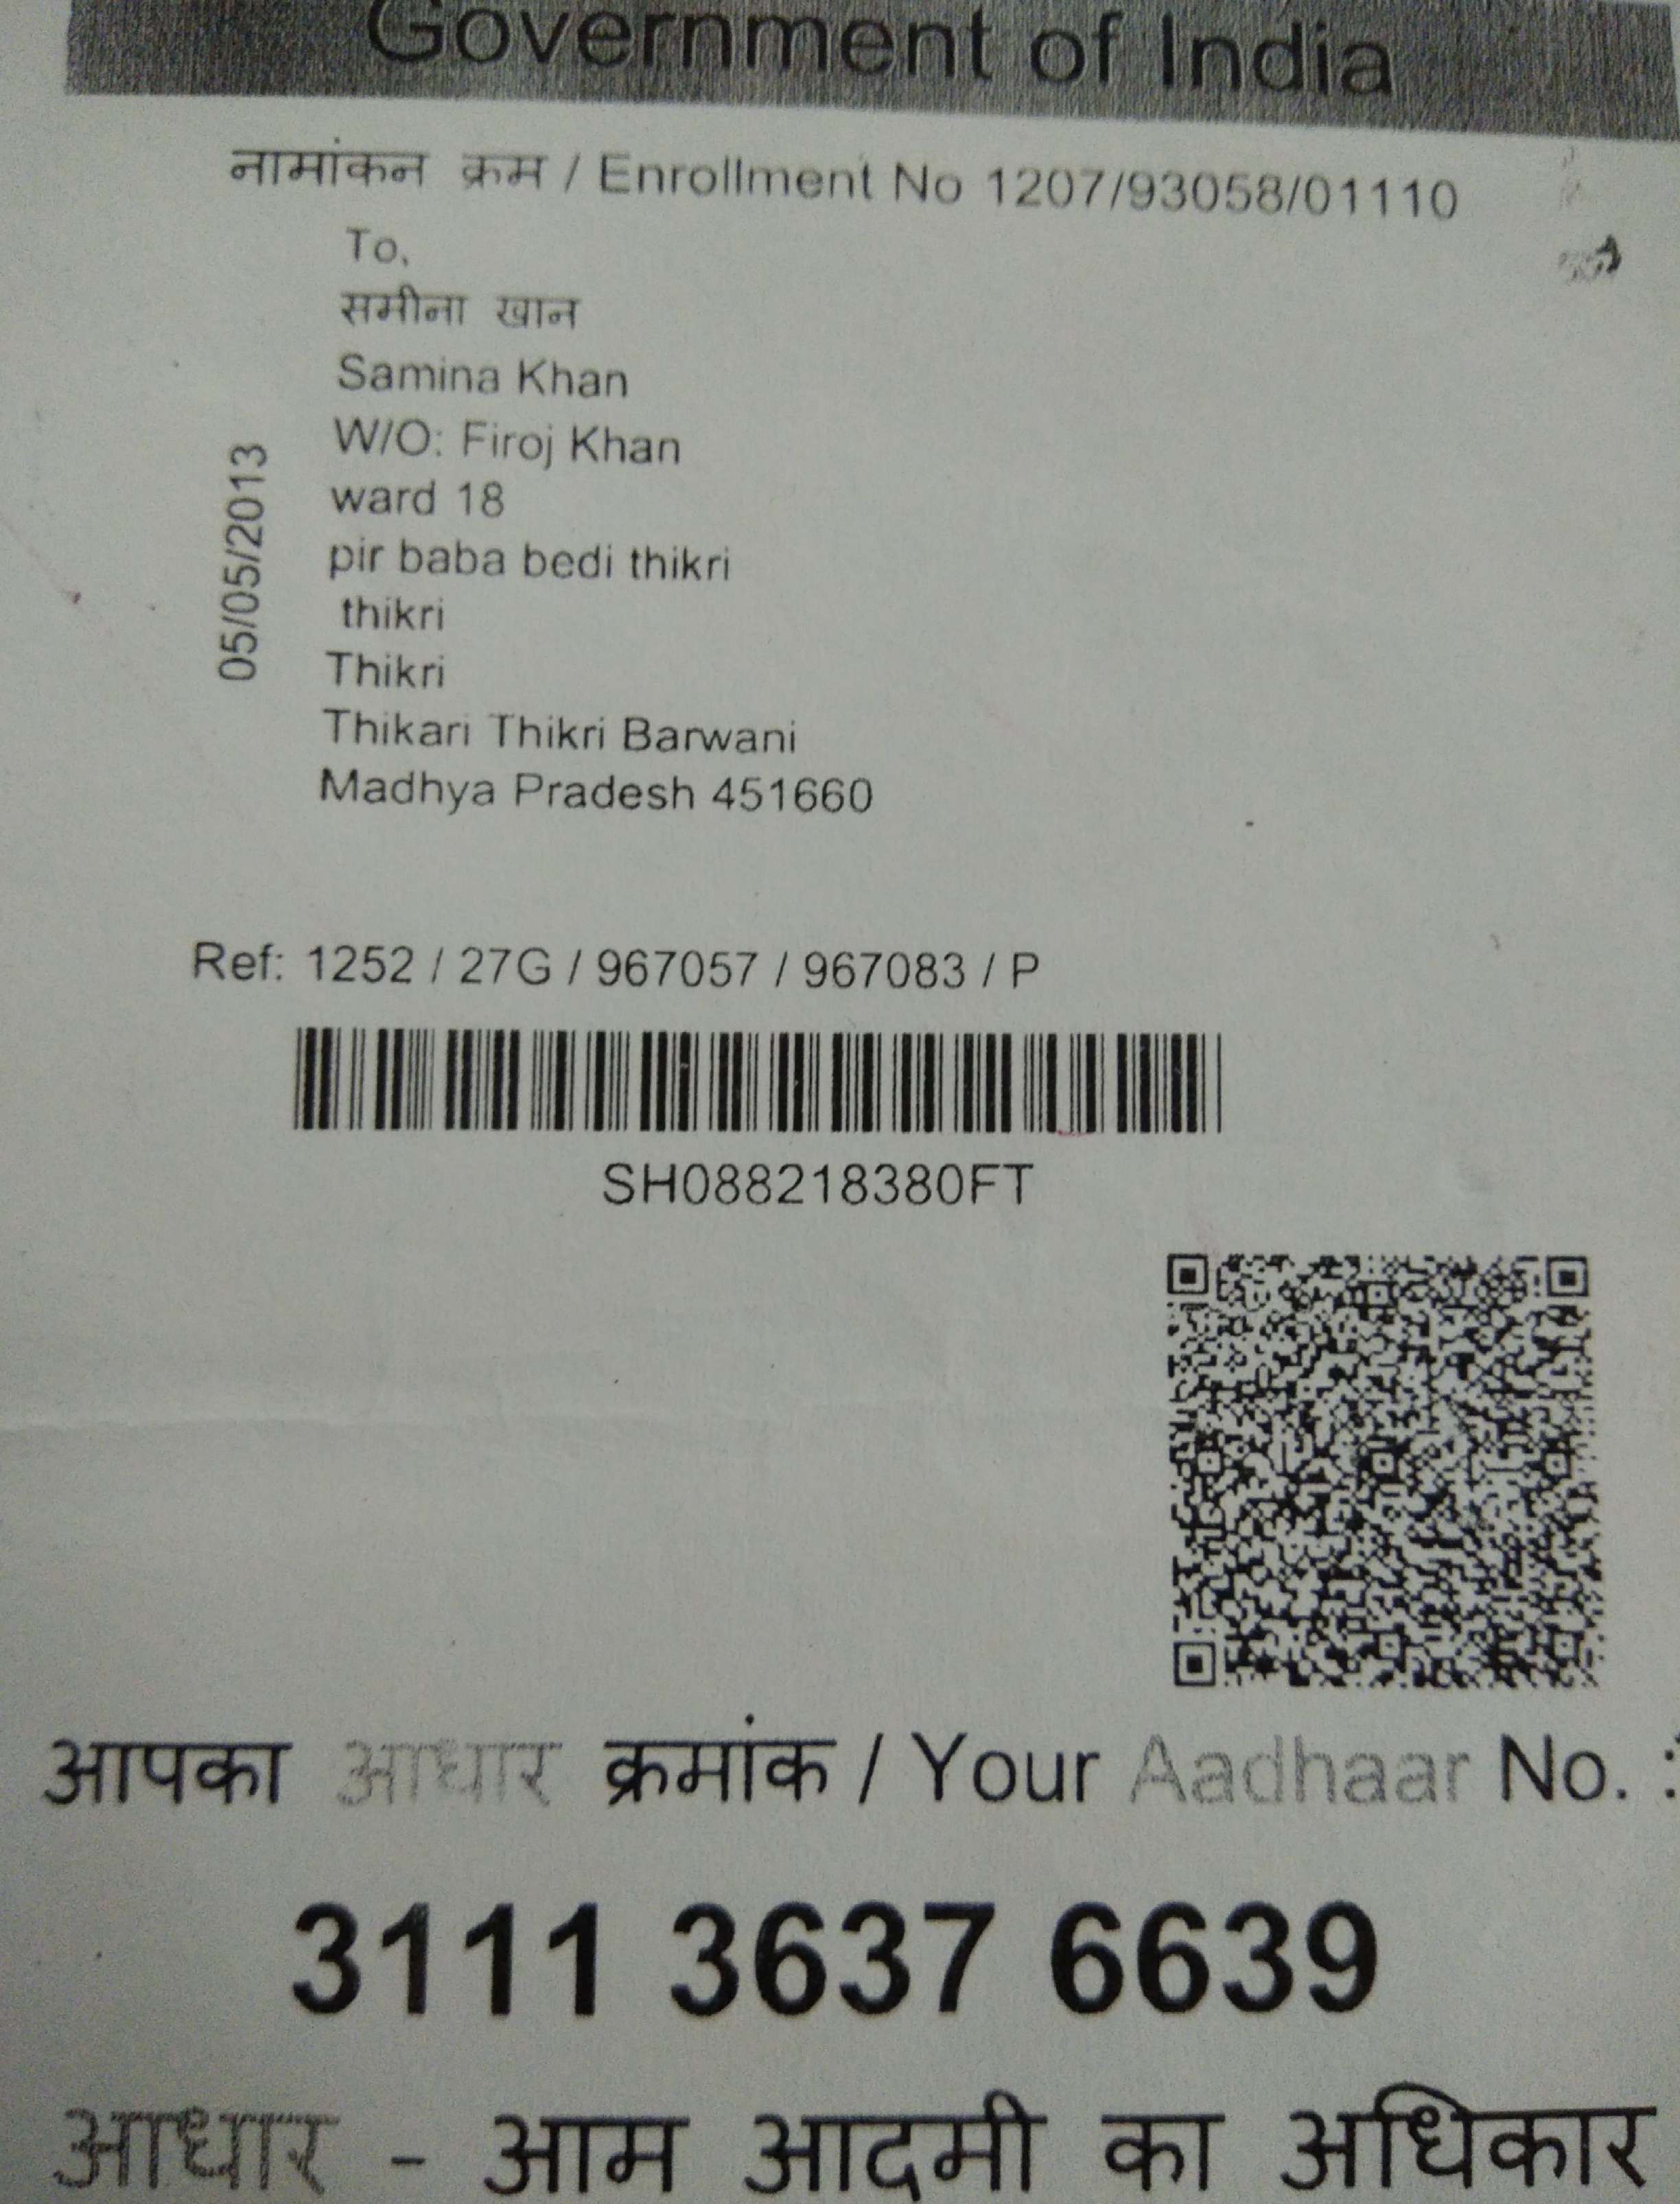 Government of India
नामांकन क्रम / Enrollment No 1207/93058/01110
To,
समीना खान
Samina Khan
W/O: Firoj Khan
ward 18
pir baba bedi thikri
thikri
Thikri
Thikari Thikri Barwani
Madhya Pradesh 451660
05/05/2013
Ref: 1252 / 27G / 967057 / 967083 / P
SH088218380FT
आपका आधार क्रमांक / Your Aadhaar No. :
3111 3637 6639
आधार - आम आदमी का अधिकार